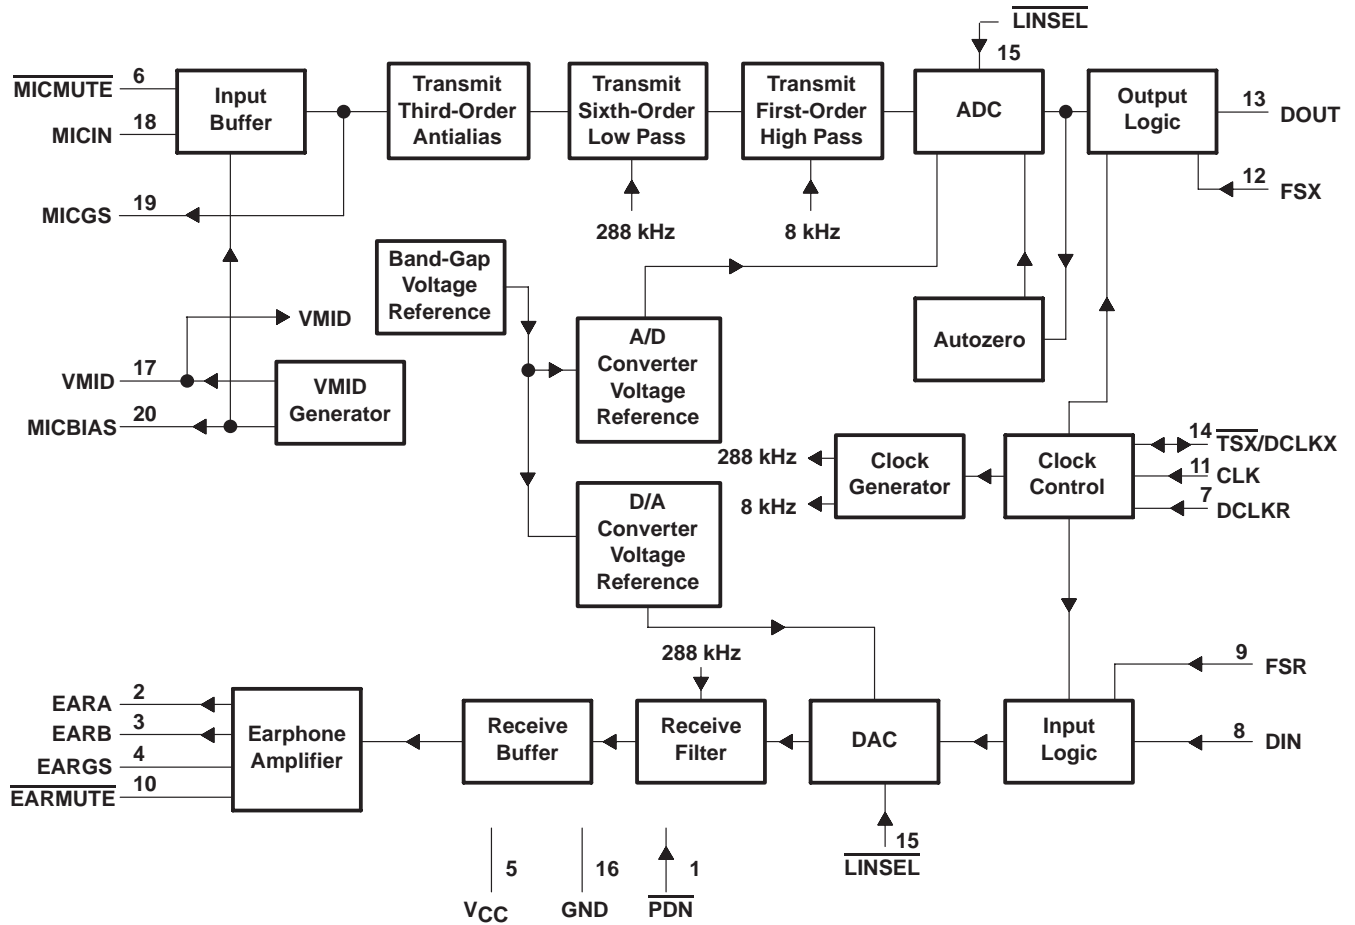 LINSEL
15
MICMUTE
6
MICIN
18
Input
Buffer
Transmit
Third-Order
Antialias
Transmit
Sixth-Order
Low Pass
Transmit
First-Order
High Pass
ADC
Output
Logic
13
DOUT
12
FSX
MICGS
19
288 kHz
8 kHz
Band-Gap
Voltage
Reference
VMID
A/D
Converter
Voltage
Reference
Autozero
VMID
17
MICBIAS
20
VMID
Generator
288 kHz
8 kHz
Clock
Generator
Clock
Control
14
TSX/DCLKX
11
CLK
7
DCLKR
D/A
Converter
Voltage
Reference
288 kHz
9
FSR
EARA
2
EARB
3
EARGS
4
EARMUTE
10
Earphone
Amplifier
Receive
Buffer
Receive
Filter
DAC
Input
Logic
8
DIN
15
LINSEL
5
VCC
16
GND
1
PDN